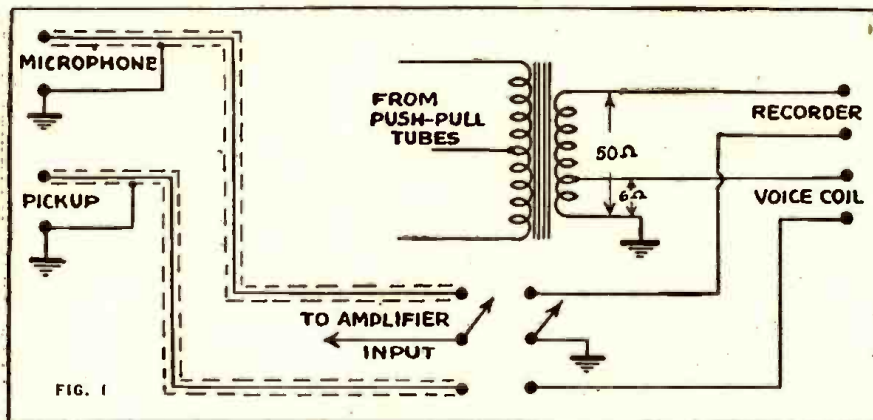 MICROPHONE
PICKUP
FROM
PUSH-PULL
TUBES
50Ω
6Ω
RECORDER
VOICE COIL
TO AMPLIFIER
INPUT
FIG. 1